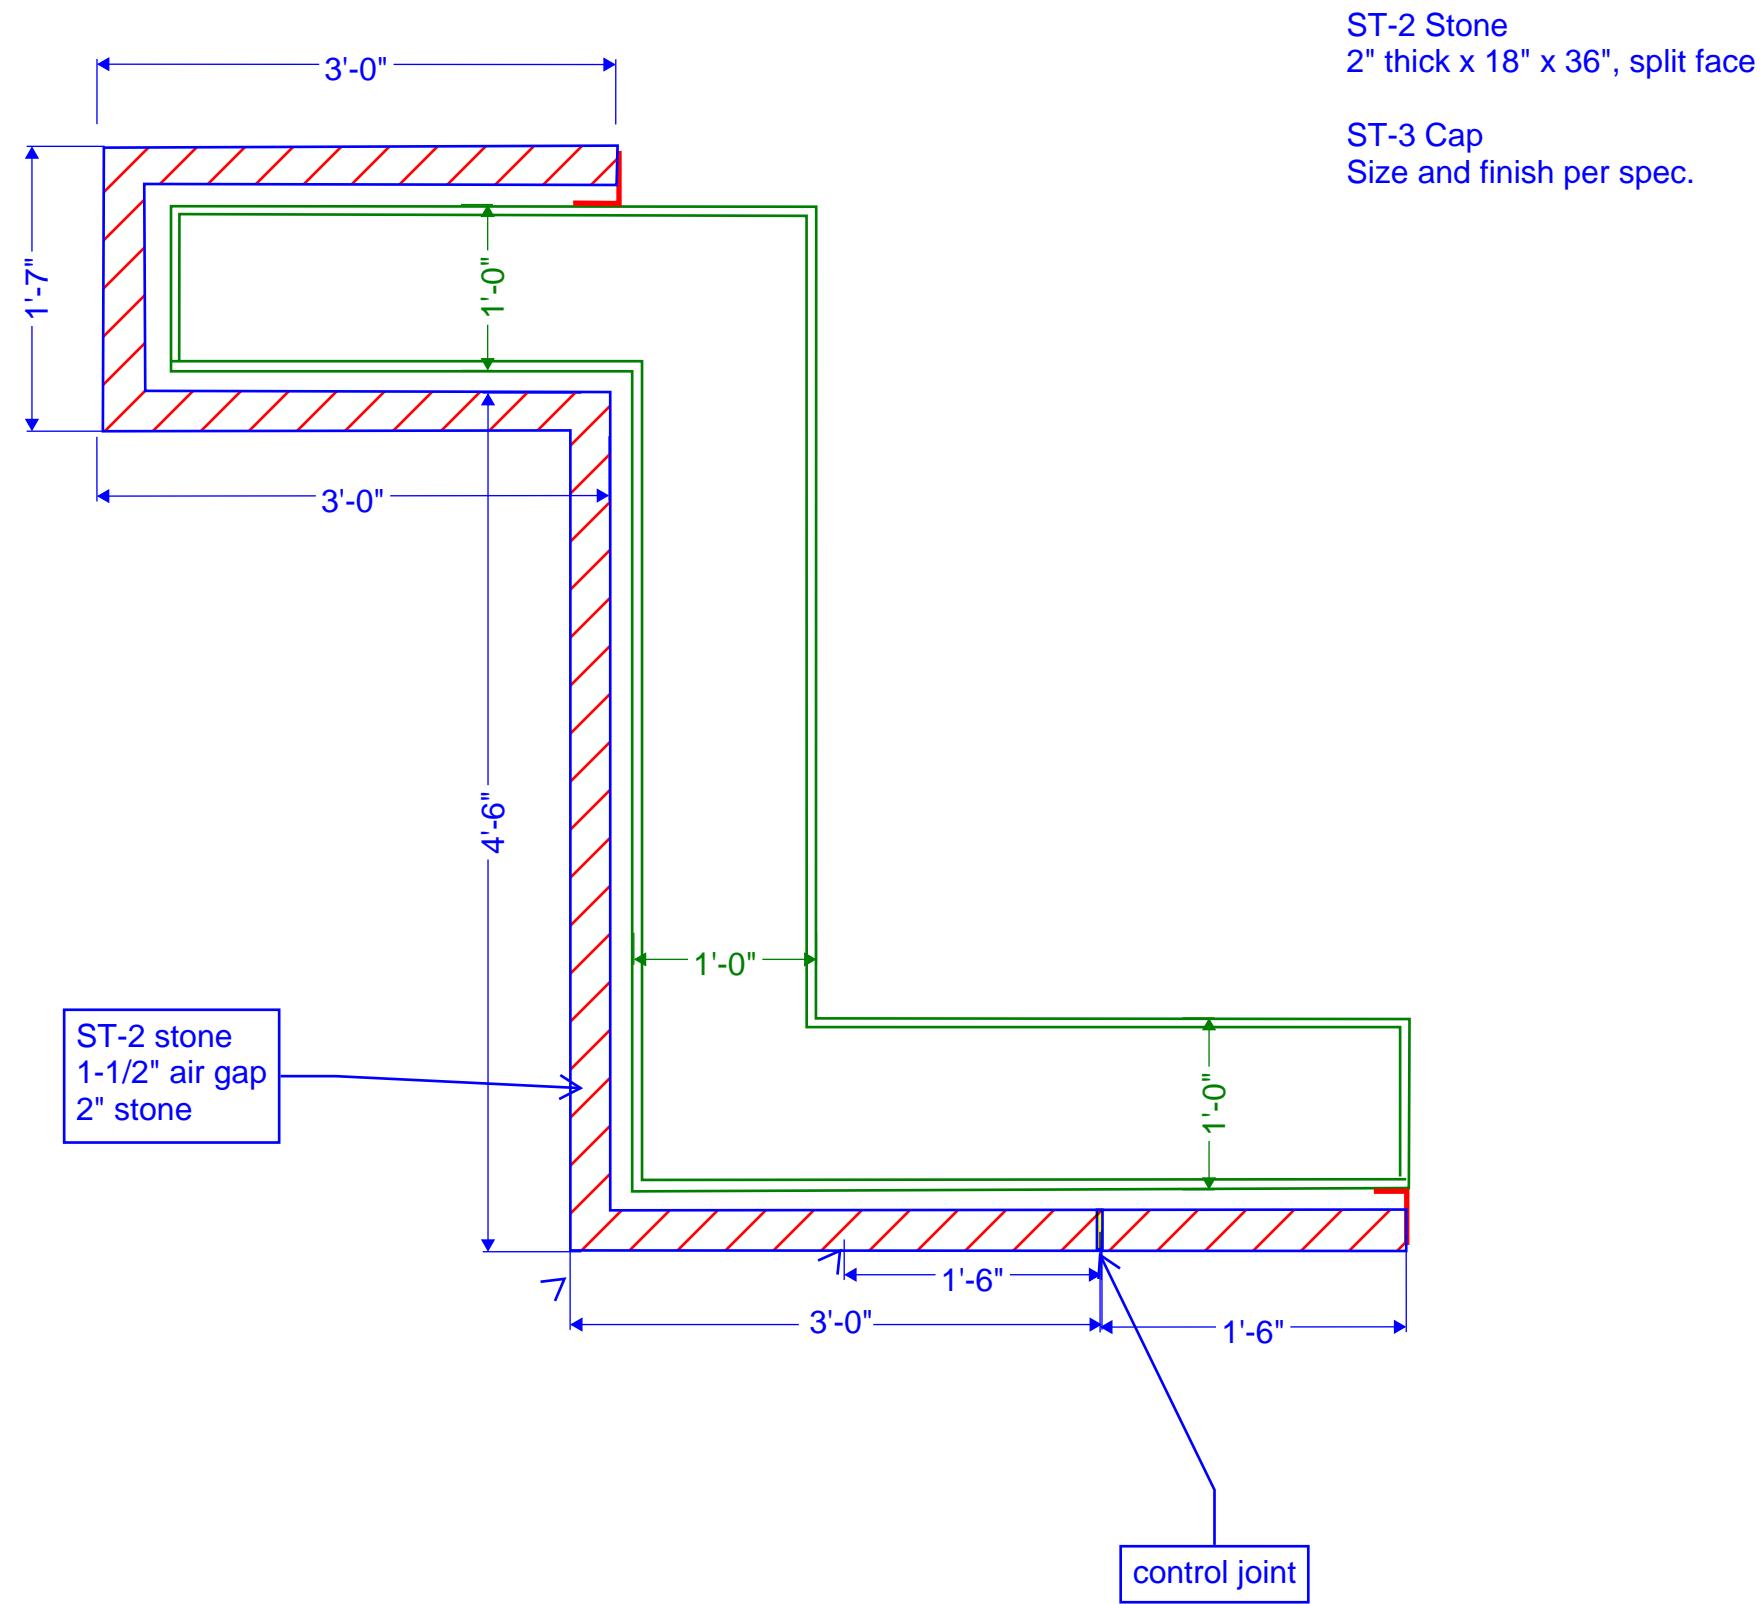 ST-2 Stone
2" thick x 18" x 36", split face
ST-3 Cap
Size and finish per spec.
3'-0"
1'-7"
1'-0"
3'-0"
4'-6"
1'-0"
ST-2 stone
1-1/2" air gap
2" stone
1'-0"
1'-6"
3'-0"
1'-6"
control joint